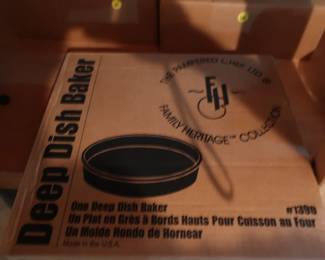 Deep Dish Baker
THE PAMPERED CHEF, LTD.®
FH
FAMILY HERITAGE™ COLLECTION
One Deep Dish Baker #1390
Un Plat en Grès à Bords Hauts Pour Cuisson au Four
Un Molde Hondo de Hornear
Made in the U.S.A.